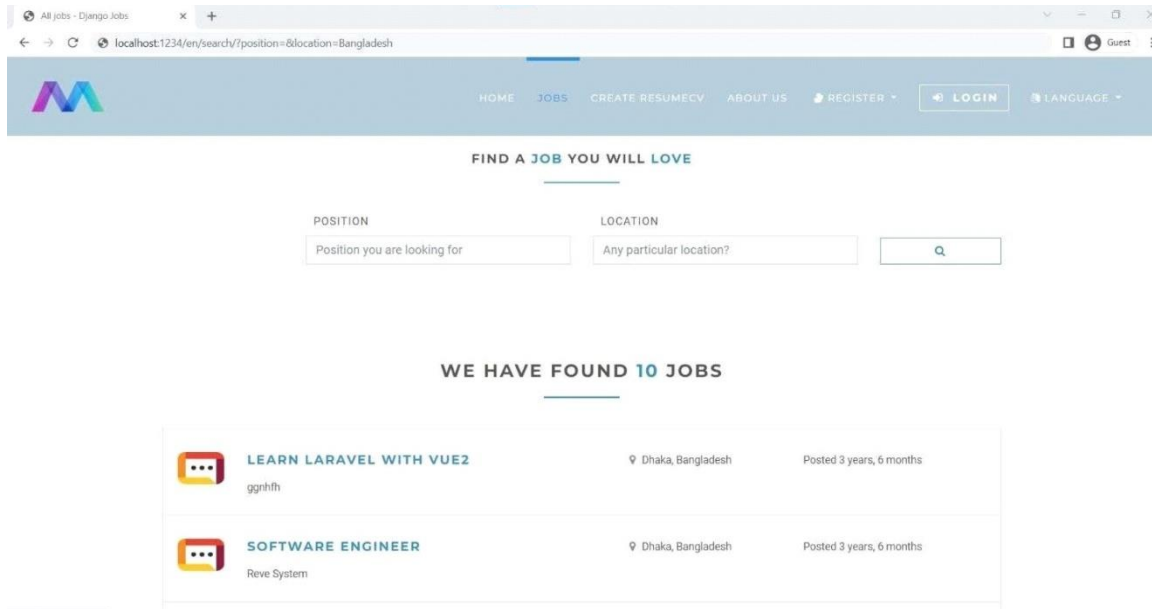 All jobs - Django Jobs
localhost:1234/en/search/?position=&location=Bangladesh
Guest
HOME JOBS CREATE RESUMECV ABOUT US REGISTER LOGIN LANGUAGE
FIND A JOB YOU WILL LOVE
POSITION LOCATION
Position you are looking for Any particular location?
WE HAVE FOUND 10 JOBS
LEARN LARAVEL WITH VUE2 Dhaka, Bangladesh Posted 3 years, 6 months
ggnhfh
SOFTWARE ENGINEER Dhaka, Bangladesh Posted 3 years, 6 months
Reve System